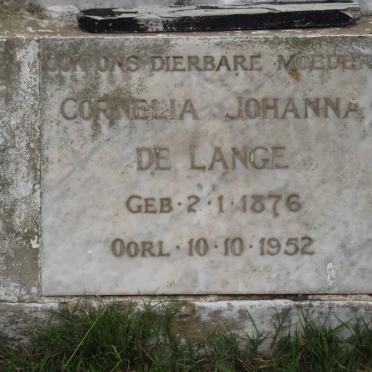 ONS DIERBARE MOEDER
CORNELIA JOHANNA
DE LANGE
GEB·2·1·1876
OORL·10·10·1952